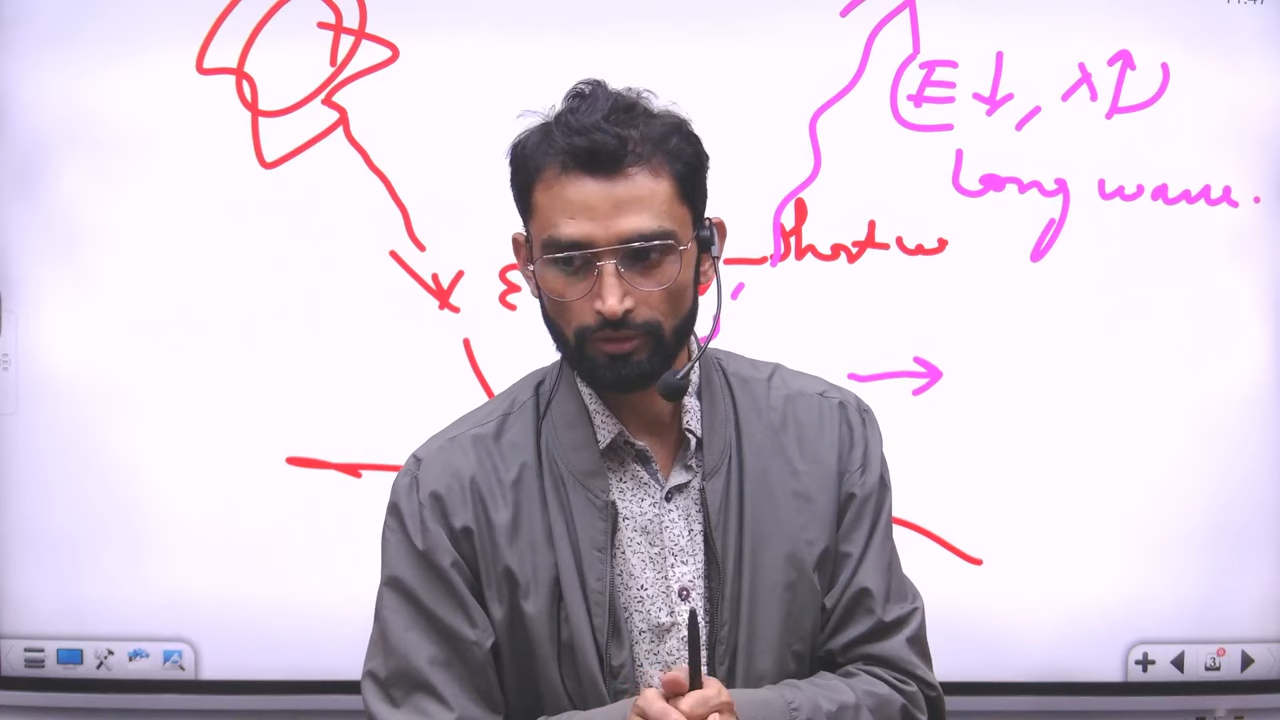 E↓, λ↑
Long wave.
Short w